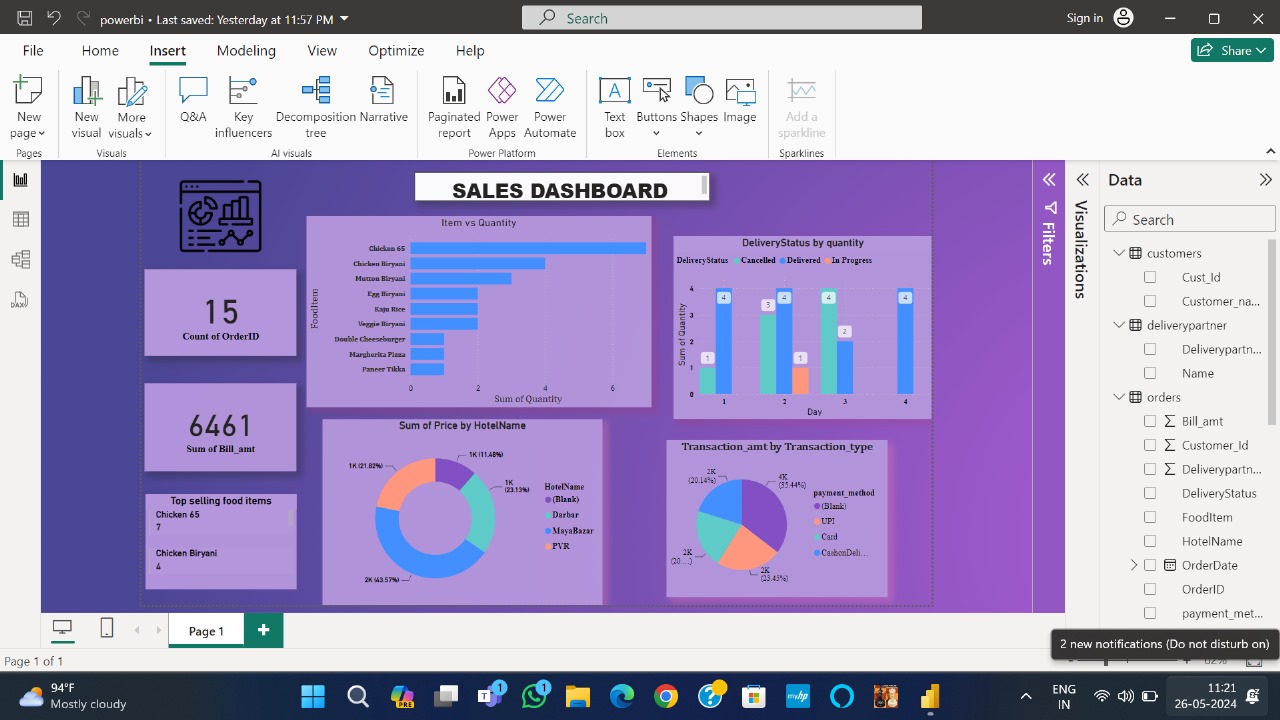 powerbi • Last saved: Yesterday at 11:57 PM
Search
Sign in
File
Home
Insert
Modeling
View
Optimize
Help
Share
New page
New visual
More visuals
Q&A
Key influencers
Decomposition tree
Narrative
Paginated report
Power Apps
Power Automate
Text box
Buttons
Shapes
Image
Add a sparkline
Pages
Visuals
AI visuals
Power Platform
Elements
Sparklines
SALES DASHBOARD
15
Count of OrderID
6461
Sum of Bill_amt
Top selling food items
Chicken 65
7
Chicken Biryani
4
Item vs Quantity
FoodItem
Chicken 65
Chicken Biryani
Mutton Biryani
Egg Biryani
Kaju Rice
Veggie Biryani
Double Cheeseburger
Margherita Pizza
Paneer Tikka
0 2 4 6
Sum of Quantity
DeliveryStatus by quantity
DeliveryStatus Cancelled Delivered In Progress
Sum of Quantity
4
3
2
1
0
1 4 3 4 1 4 2 4
1 2 3 4
Day
Sum of Price by HotelName
1K (11.48%)
1K (23.13%)
2K (43.57%)
1K (21.82%)
HotelName
(Blank)
Darbar
MayaBazar
PVR
Transaction_amt by Transaction_type
4K (35.44%)
2K (23.45%)
2K (20....)
2K (20.14%)
payment_method
(Blank)
UPI
Card
CashonDeli...
Filters
Visualizations
Data
Search
customers
Cust_Id
Customer_na...
deliverypartner
Deliverypartn...
Name
orders
Bill_amt
Customer_Id
Deliverypartn...
DeliveryStatus
FoodItem
HotelName
OrderDate
OrderID
payment_met...
2 new notifications (Do not disturb on)
Page 1
Page 1 of 1
94°F
Mostly cloudy
PRE
1
1
myhp
ENG
IN
11:21
26-05-2024